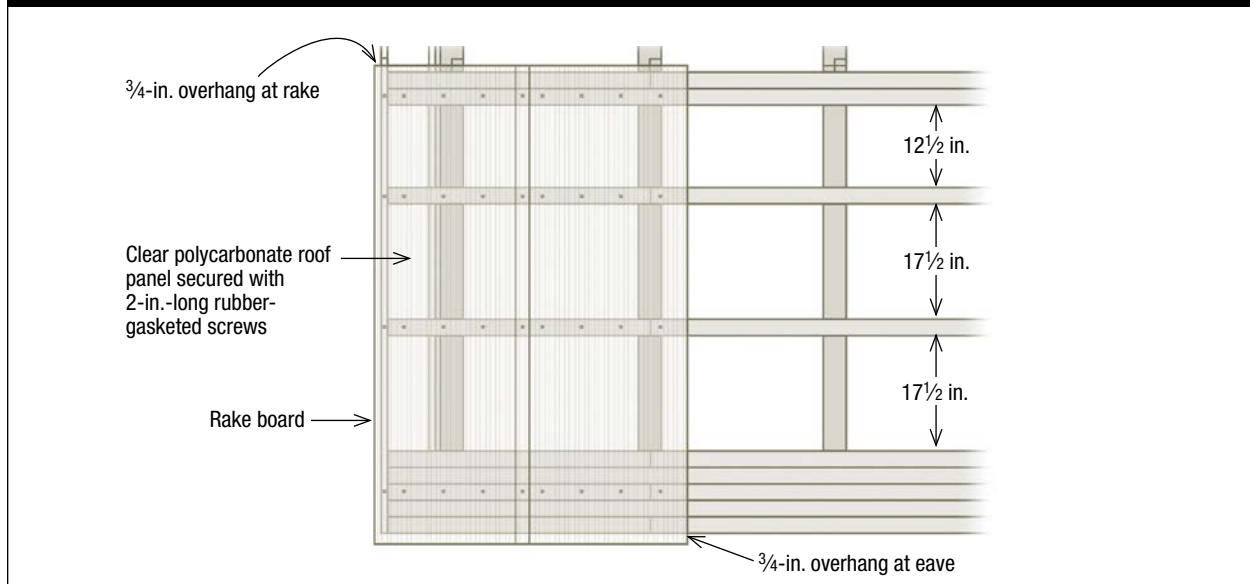 ¾-in. overhang at rake
12½ in.
Clear polycarbonate roof
panel secured with
2-in.-long rubber-
gasketed screws
17½ in.
17½ in.
Rake board
¾-in. overhang at eave